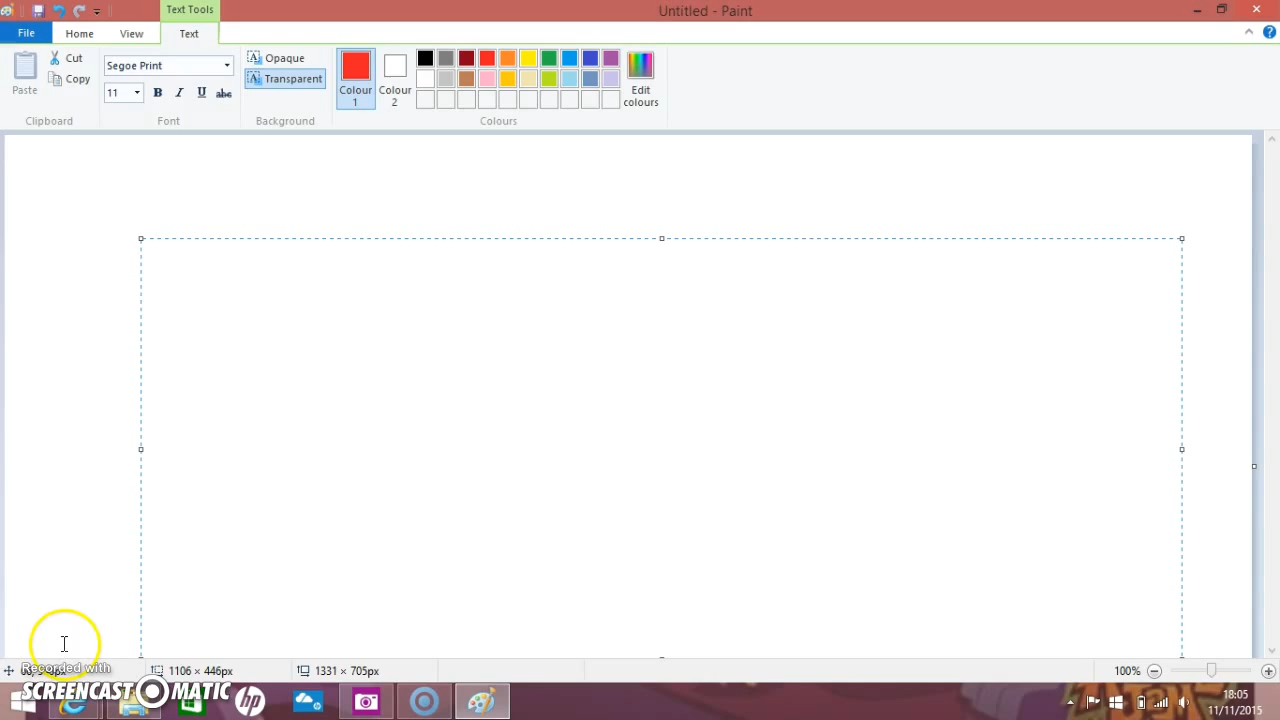 Text Tools
Untitled - Paint
File Home View Text
Paste
Cut
Copy
Clipboard
Segoe Print
11 B I U abc
Font
Opaque
Transparent
Background
Colour 1
Colour 2
Edit colours
Colours
1106 × 446px
1331 × 705px
100%
Recorded with
SCREENCAST MATIC
hp
18:05
11/11/2015